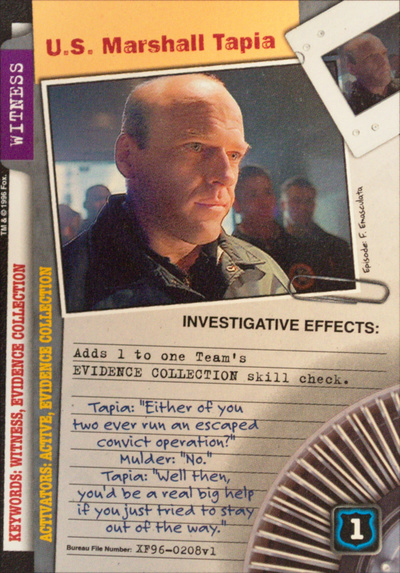 U.S. Marshall Tapia
WITNESS
TM & © 1996 Fox.
KEYWORDS: WITNESS, EVIDENCE COLLECTION
ACTIVATORS: ACTIVE, EVIDENCE COLLECTION
Episode: F. Emasculata
INVESTIGATIVE EFFECTS:
Adds 1 to one Team's
EVIDENCE COLLECTION skill check.
Tapia: "Either of you
two ever run an escaped
convict operation?"
Mulder: "No."
Tapia: "Well then,
you'd be a real big help
if you just tried to stay
out of the way."
Bureau File Number: XF96-0208v1
1